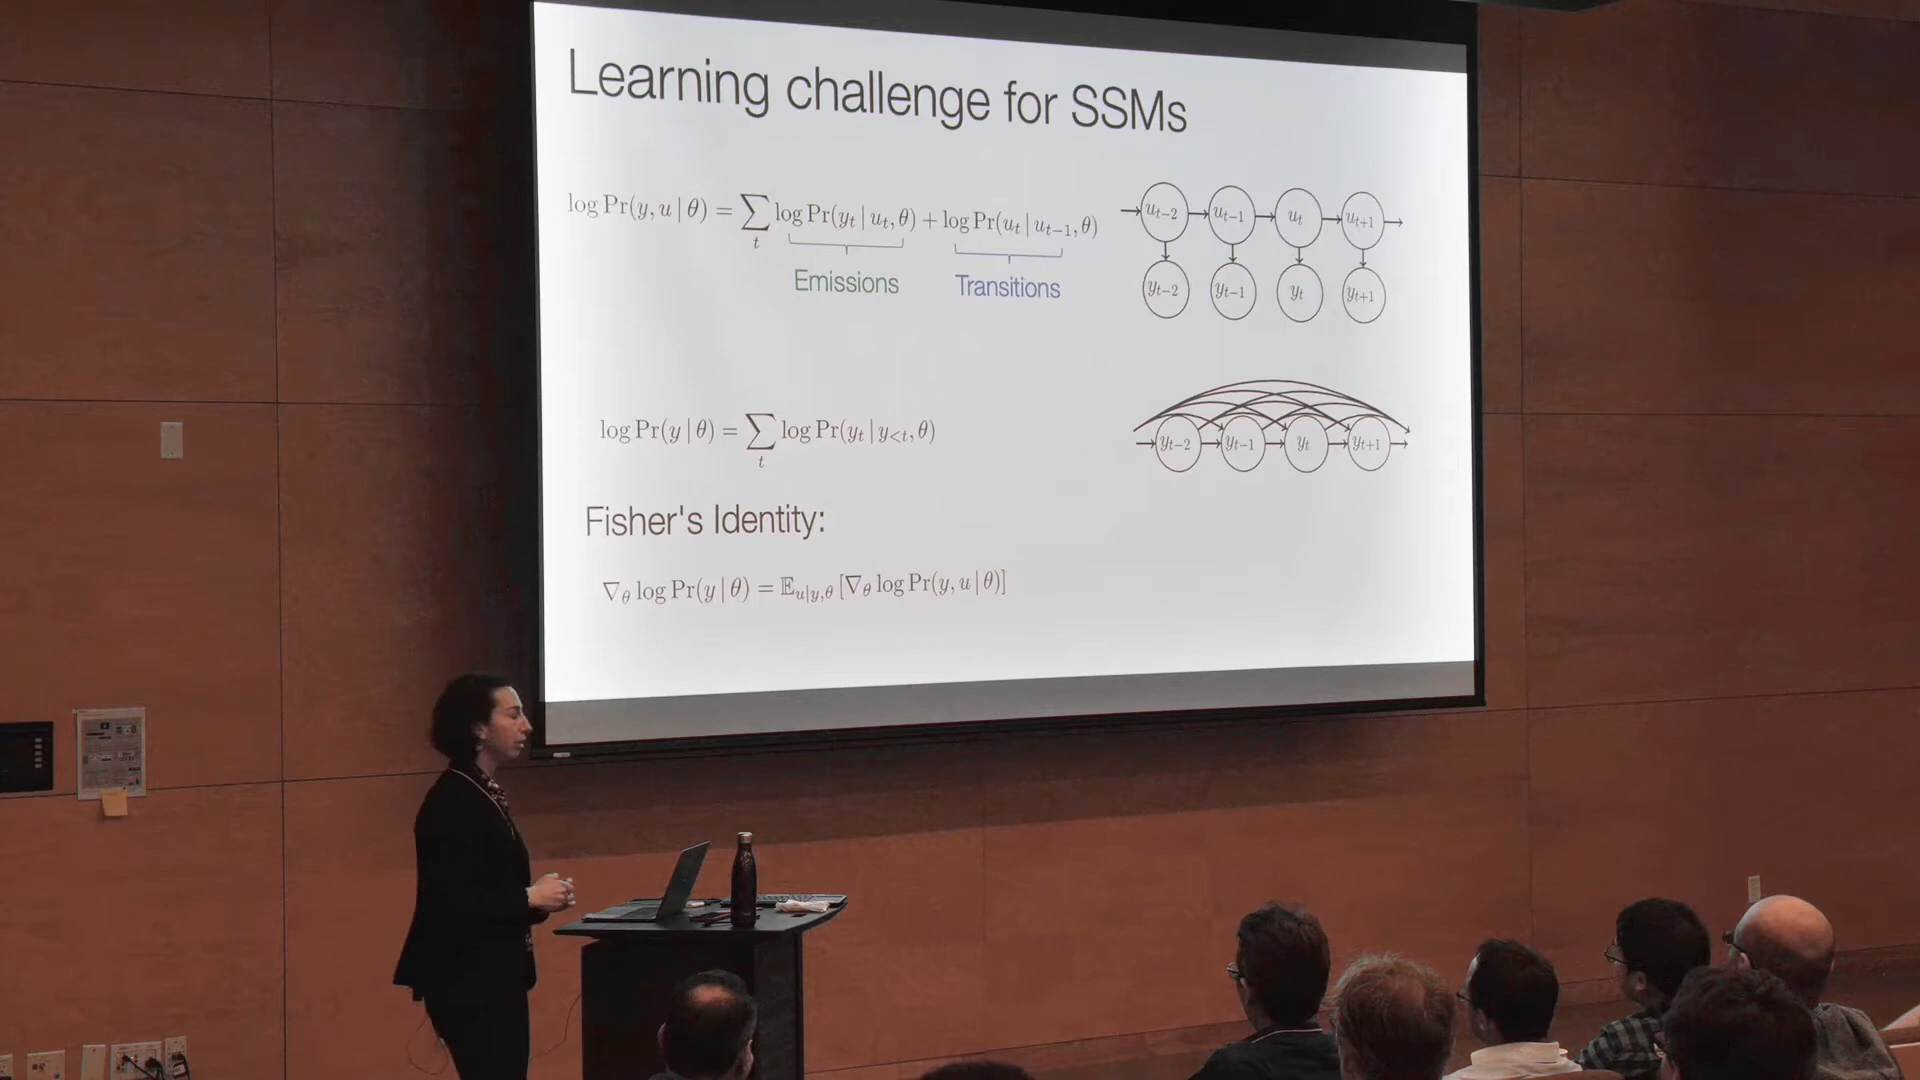 Learning challenge for SSMs
log Pr(y, u | θ) = ∑_t log Pr(y_t | u_t, θ) + log Pr(u_t | u_{t−1}, θ)
Emissions Transitions
u_{t−2} u_{t−1} u_t u_{t+1}
y_{t−2} y_{t−1} y_t y_{t+1}
log Pr(y | θ) = ∑_t log Pr(y_t | y_{<t}, θ)
y_{t−2} y_{t−1} y_t y_{t+1}
Fisher's Identity:
∇_θ log Pr(y | θ) = 𝔼_{u|y,θ} [∇_θ log Pr(y, u | θ)]